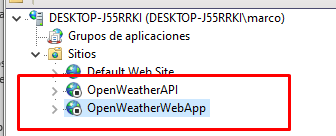 DESKTOP-J55RRKI (DESKTOP-J55RRKI\marco)
Grupos de aplicaciones
Sitios
Default Web Site
OpenWeatherAPI
OpenWeatherWebApp